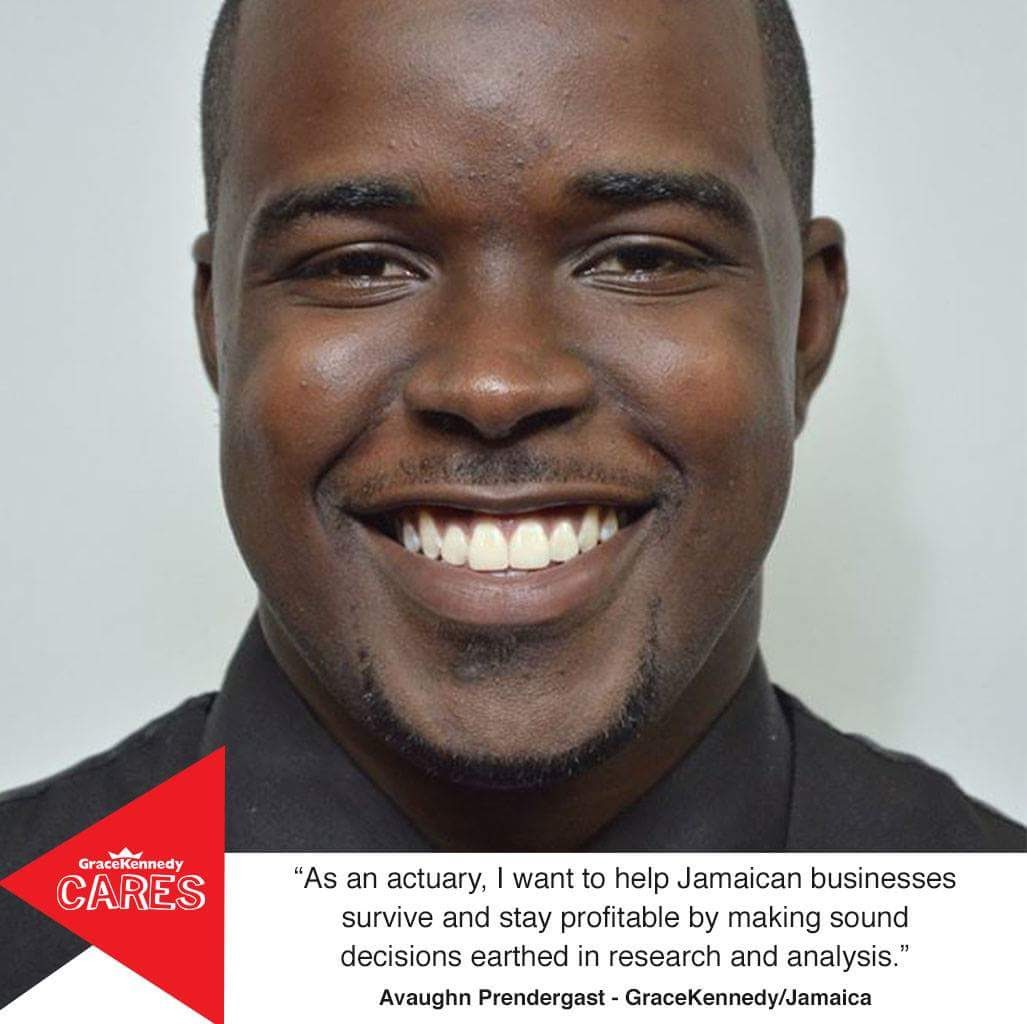 GraceKennedy
CARES
“As an actuary, I want to help Jamaican businesses
survive and stay profitable by making sound
decisions earthed in research and analysis.”
Avaughn Prendergast - GraceKennedy/Jamaica